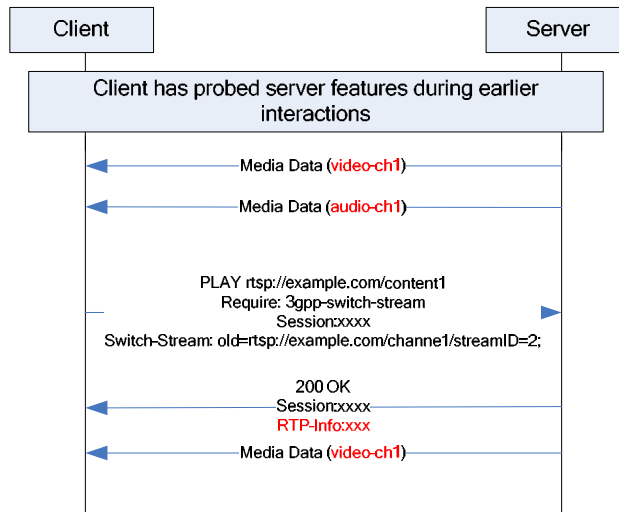 Client
Server
Client has probed server features during earlier
interactions
Media Data (video-ch1)
Media Data (audio-ch1)
PLAY rtsp://example.com/content1
Require: 3gpp-switch-stream
Session:xxxx
Switch-Stream: old=rtsp://example.com/channe1/streamID=2;
200 OK
Session:xxxx
RTP-Info:xxx
Media Data (video-ch1)